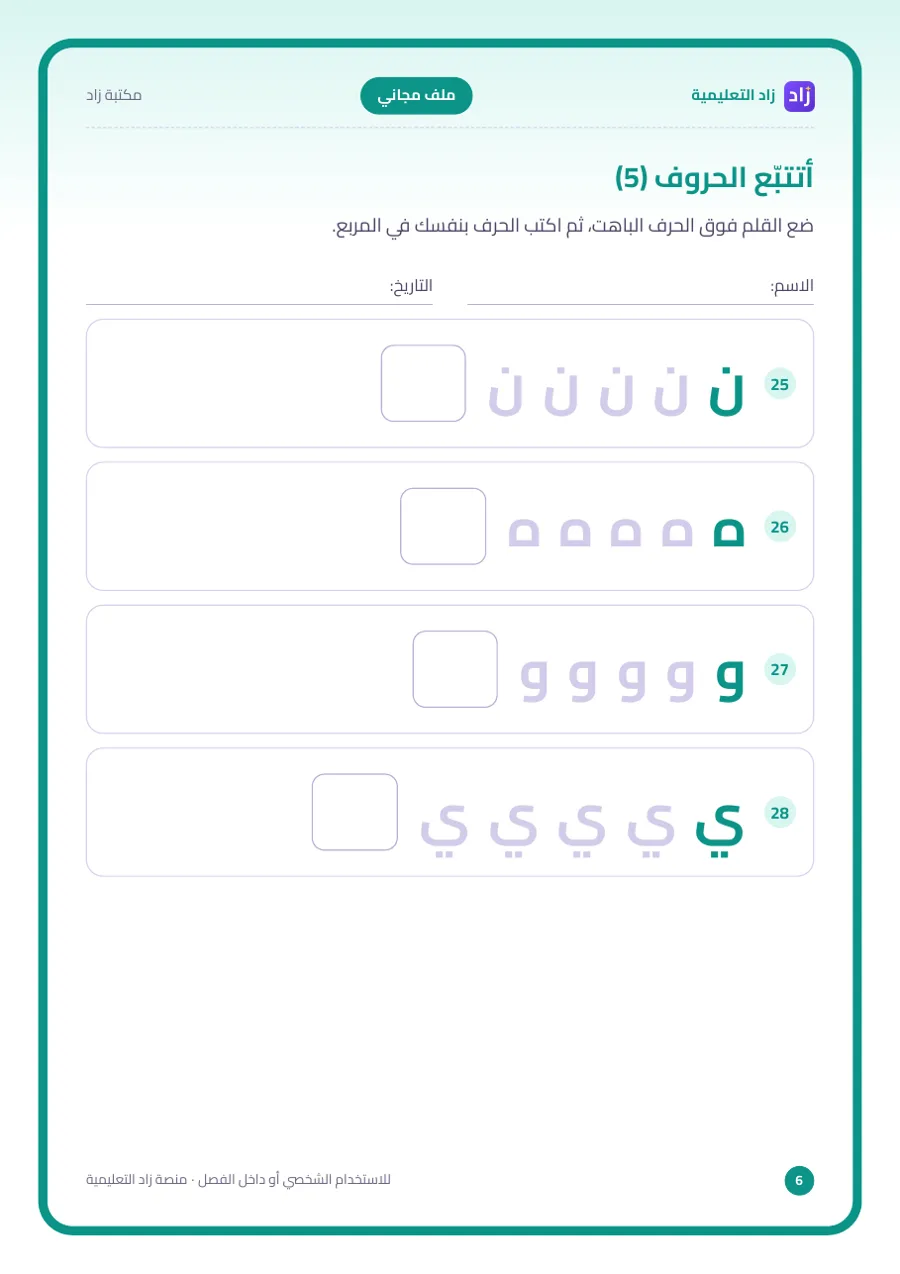 زاد زاد التعليمية ملف مجاني مكتبة زاد
أتتبّع الحروف (5)
ضع القلم فوق الحرف الباهت، ثم اكتب الحرف بنفسك في المربع.
الاسم: التاريخ:
25 ن ن ن ن ن
26 ه ه ه ه ه
27 و و و و و
28 ي ي ي ي ي
6 للاستخدام الشخصي أو داخل الفصل · منصة زاد التعليمية